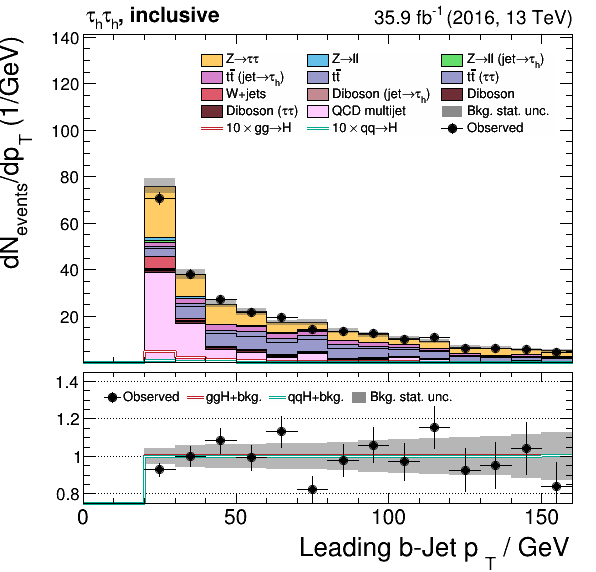 τhτh, inclusive 35.9 fb-1 (2016, 13 TeV)
dNevents/dpT (1/GeV)
140
120
100
80
60
40
20
Z→ττ Z→ll Z→ll (jet→τh)
tt̄ (jet→τh) tt̄ tt̄ (ττ)
W+jets Diboson (jet→τh) Diboson
Diboson (ττ) QCD multijet Bkg. stat. unc.
10 × gg→H 10 × qq→H Observed
1.4
1.2
1
0.8
Observed ggH+bkg. qqH+bkg. Bkg. stat. unc.
0 50 100 150
Leading b-Jet p T / GeV